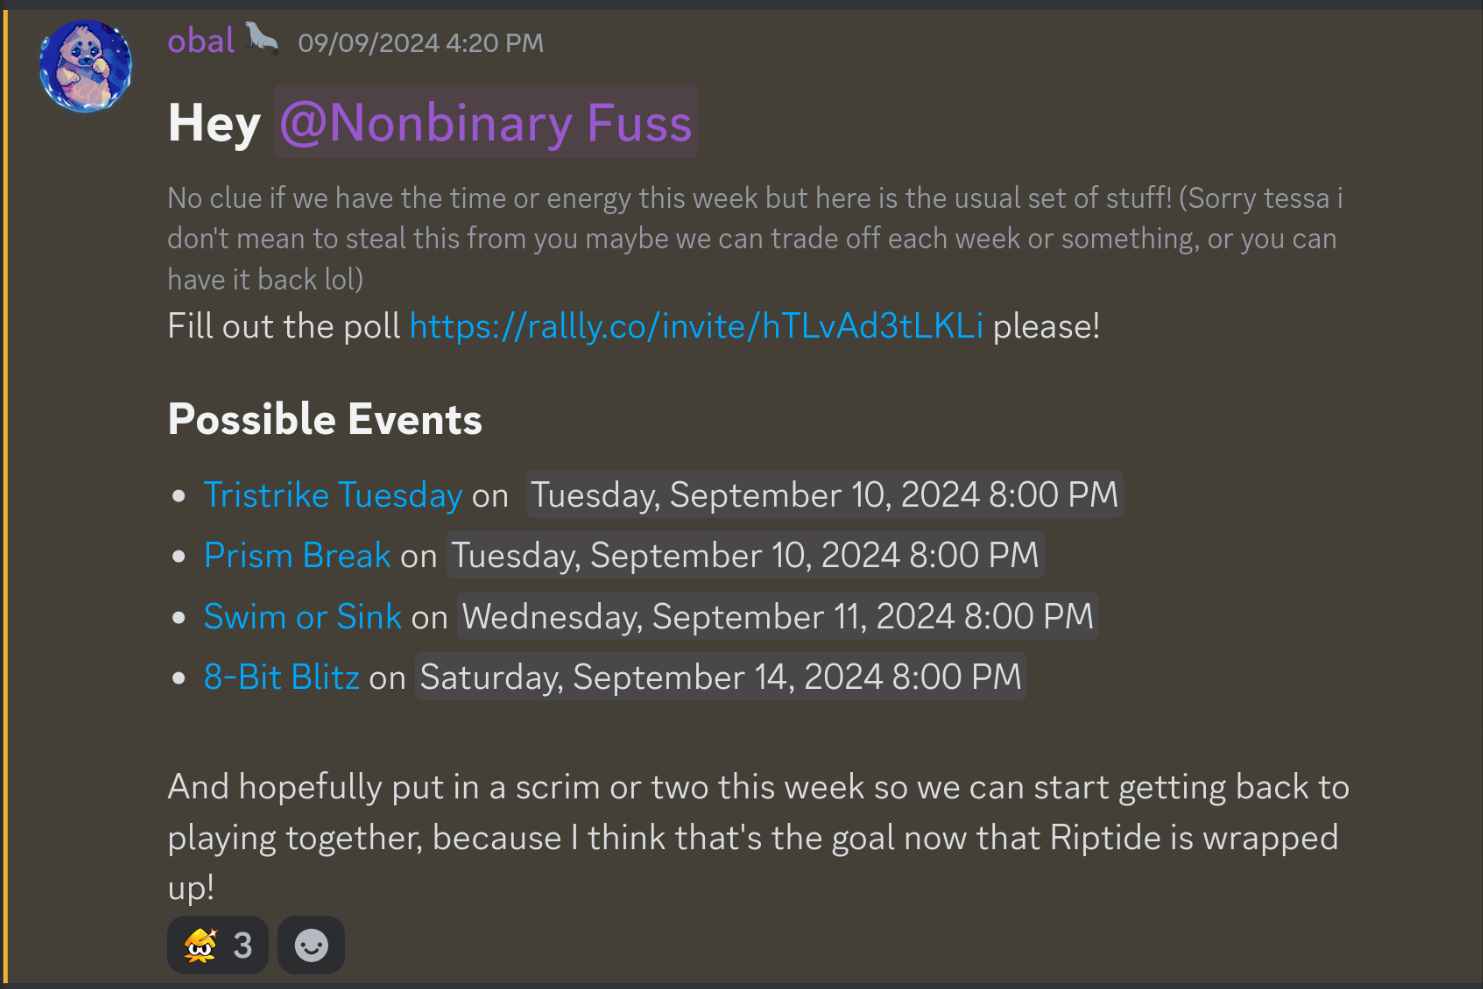 obal 09/09/2024 4:20 PM
Hey @Nonbinary Fuss
No clue if we have the time or energy this week but here is the usual set of stuff! (Sorry tessa i
don't mean to steal this from you maybe we can trade off each week or something, or you can
have it back lol)
Fill out the poll https://rallly.co/invite/hTLvAd3tLKLi please!
Possible Events
• Tristrike Tuesday on Tuesday, September 10, 2024 8:00 PM
• Prism Break on Tuesday, September 10, 2024 8:00 PM
• Swim or Sink on Wednesday, September 11, 2024 8:00 PM
• 8-Bit Blitz on Saturday, September 14, 2024 8:00 PM
And hopefully put in a scrim or two this week so we can start getting back to
playing together, because I think that's the goal now that Riptide is wrapped
up!
3